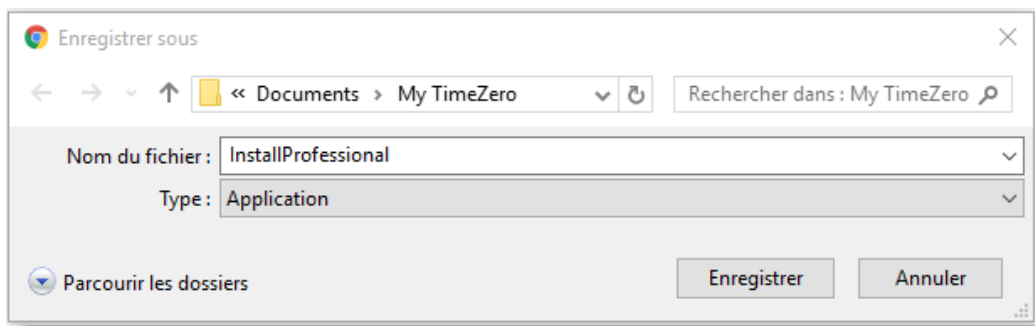 Enregistrer sous
« Documents › My TimeZero
Rechercher dans : My TimeZero
Nom du fichier : InstallProfessional
Type : Application
Parcourir les dossiers
Enregistrer
Annuler